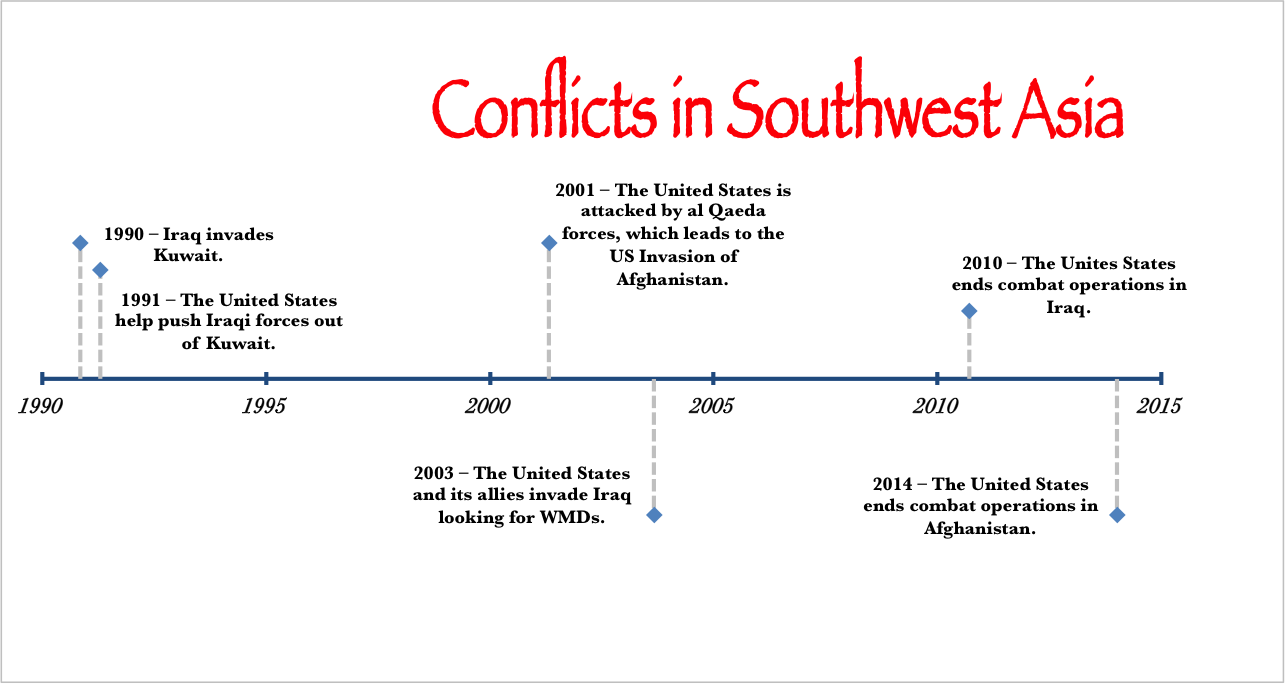 Conflicts in Southwest Asia
2001 – The United States is
attacked by al Qaeda
forces, which leads to the
US Invasion of
Afghanistan.
1990 – Iraq invades
Kuwait.
1991 – The United States
help push Iraqi forces out
of Kuwait.
2010 – The Unites States
ends combat operations in
Iraq.
1990
1995
2000
2005
2010
2015
2003 – The United States
and its allies invade Iraq
looking for WMDs.
2014 – The United States
ends combat operations in
Afghanistan.